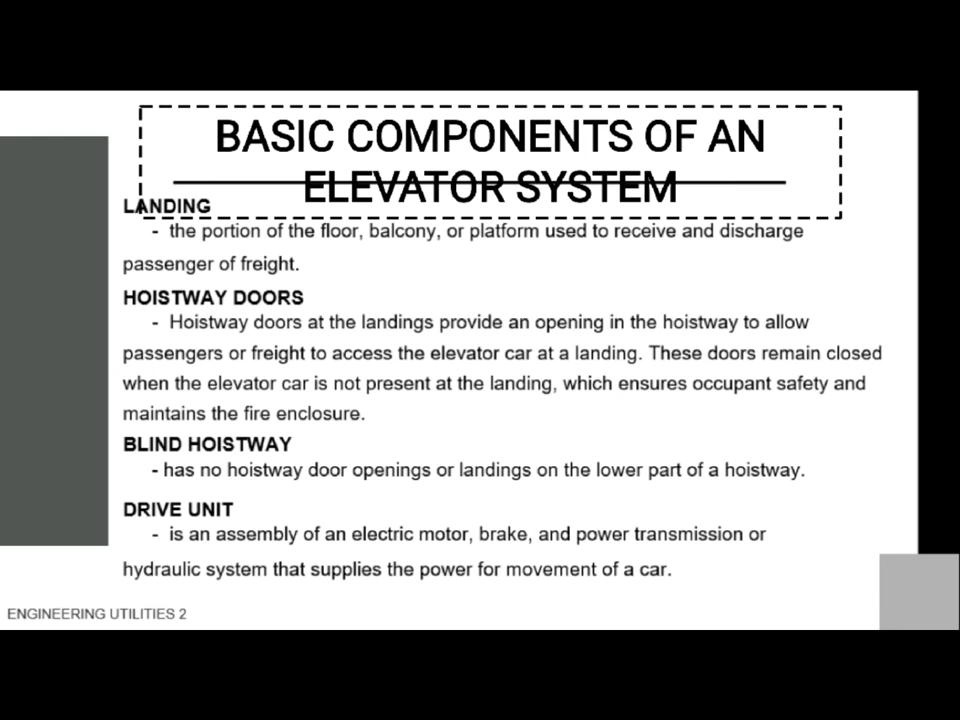 BASIC COMPONENTS OF AN
ELEVATOR SYSTEM
LANDING
- the portion of the floor, balcony, or platform used to receive and discharge
passenger of freight.
HOISTWAY DOORS
- Hoistway doors at the landings provide an opening in the hoistway to allow
passengers or freight to access the elevator car at a landing. These doors remain closed
when the elevator car is not present at the landing, which ensures occupant safety and
maintains the fire enclosure.
BLIND HOISTWAY
- has no hoistway door openings or landings on the lower part of a hoistway.
DRIVE UNIT
- is an assembly of an electric motor, brake, and power transmission or
hydraulic system that supplies the power for movement of a car.
ENGINEERING UTILITIES 2